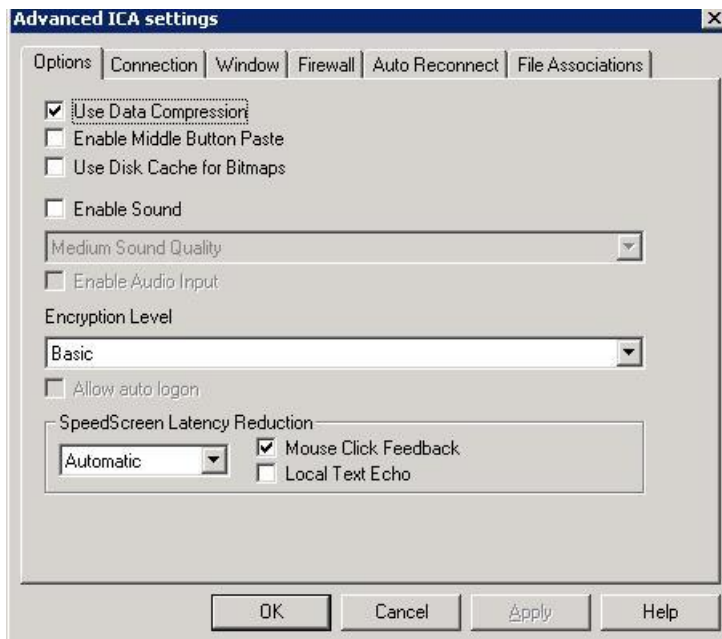 Advanced ICA settings
Options Connection Window Firewall Auto Reconnect File Associations
Use Data Compression
Enable Middle Button Paste
Use Disk Cache for Bitmaps
Enable Sound
Medium Sound Quality
Enable Audio Input
Encryption Level
Basic
Allow auto logon
SpeedScreen Latency Reduction
Automatic
Mouse Click Feedback
Local Text Echo
OK Cancel Apply Help